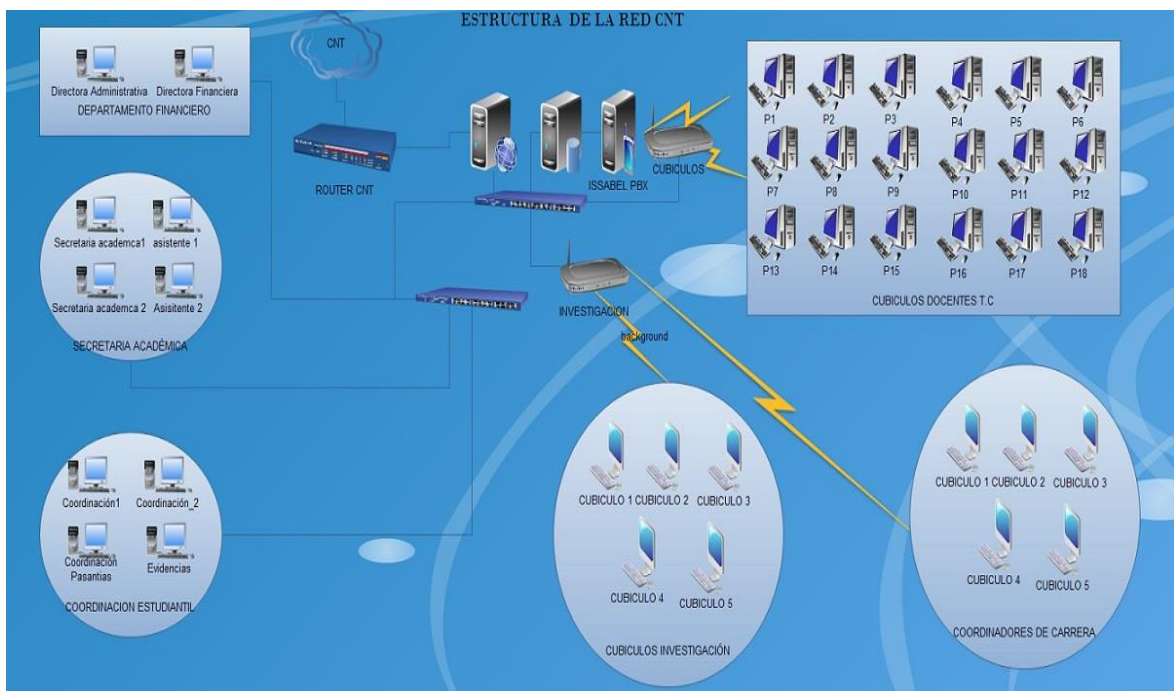 ESTRUCTURA DE LA RED CNT
CNT
Directora Administrativa Directora Financiera
DEPARTAMENTO FINANCIERO
ROUTER CNT
ISSABEL PBX
CUBICULOS
P1 P2 P3 P4 P5 P6
P7 P8 P9 P10 P11 P12
P13 P14 P15 P16 P17 P18
CUBICULOS DOCENTES T.C
Secretaria academca1 asistente 1
Secretaria academca 2 Asisitente 2
SECRETARIA ACADÉMICA
INVESTIGACION
background
Coordinación1 Coordinación_2
Coordinación
Pasantias
Evidencias
COORDINACION ESTUDIANTIL
CUBICULO 1 CUBICULO 2 CUBICULO 3
CUBICULO 4 CUBICULO 5
CUBICULOS INVESTIGACIÓN
CUBICULO 1 CUBICULO 2 CUBICULO 3
CUBICULO 4 CUBICULO 5
COORDINADORES DE CARRERA